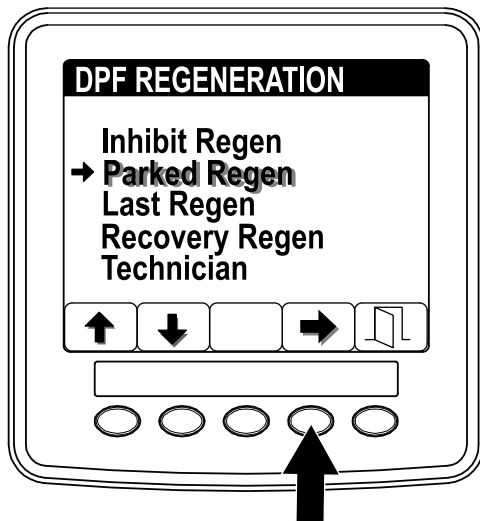 DPF REGENERATION
Inhibit Regen
Parked Regen
Last Regen
Recovery Regen
Technician